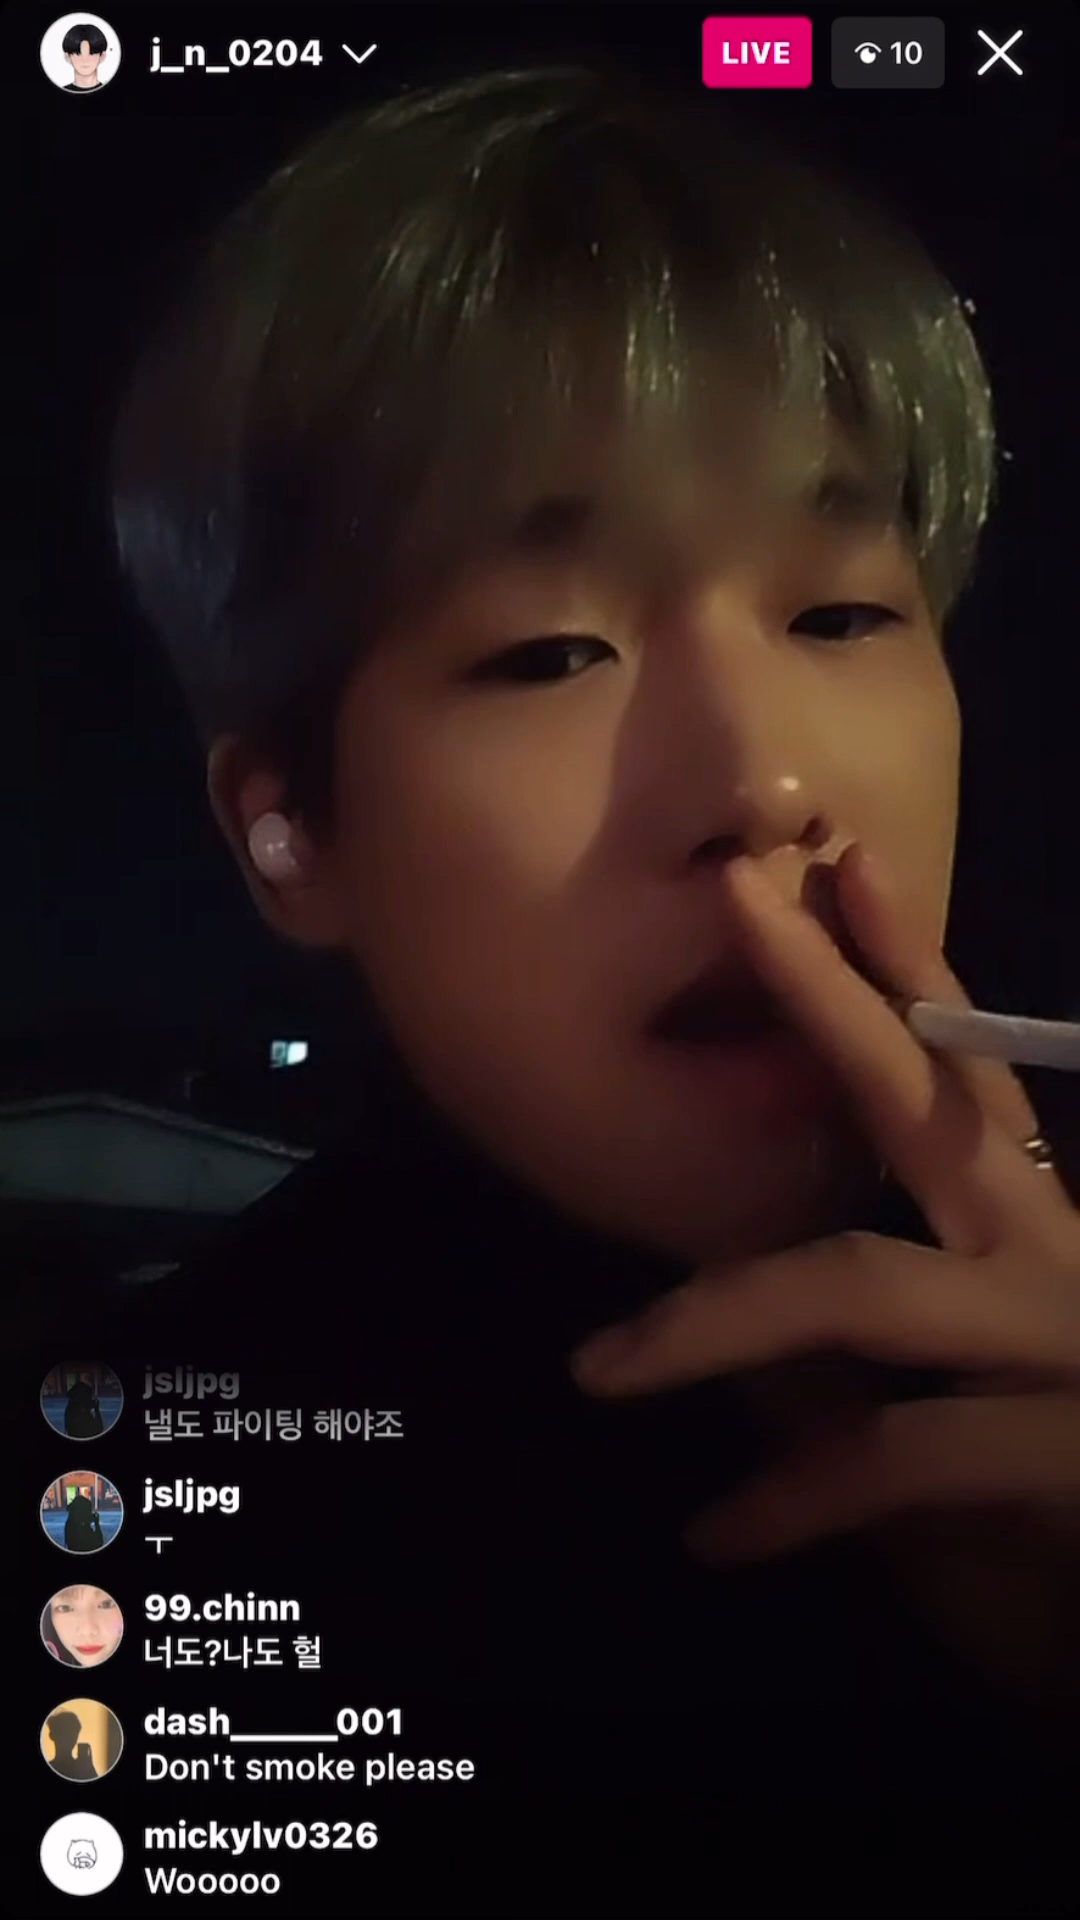 j_n_0204
LIVE
10
jsljpg
낼도 파이팅 해야조
jsljpg
ㅜ
99.chinn
너도?나도 헐
dash_____001
Don't smoke please
mickylv0326
Wooooo